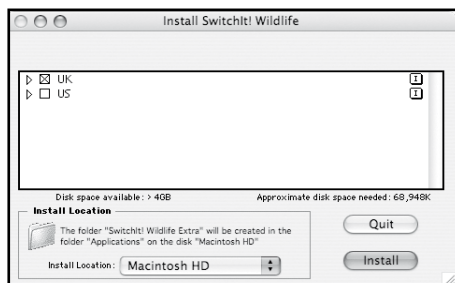 Install SwitchIt! Wildlife
UK
US
Disk space available: > 4GB
Approximate disk space needed: 68,948K
Install Location
The folder "SwitchIt! Wildlife Extra" will be created in the
folder "Applications" on the disk "Macintosh HD"
Install Location: Macintosh HD
Quit
Install